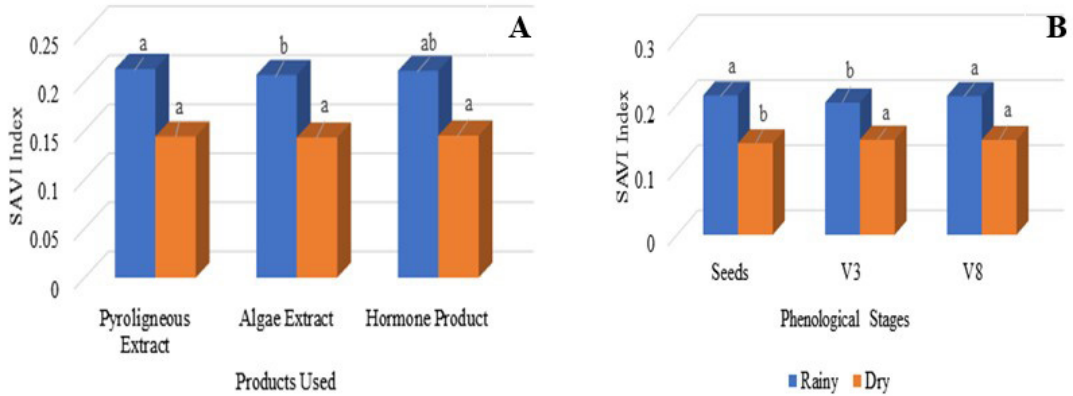 A
0.25
0.2
0.15
0.1
0.05
0
SAVI Index
a
a
b
a
ab
a
Pyroligneous
Extract
Algae Extract
Hormone Product
Products Used
B
0.3
0.2
0.1
0
SAVI Index
a
b
b
a
a
a
Seeds
V3
V8
Phenological Stages
Rainy
Dry